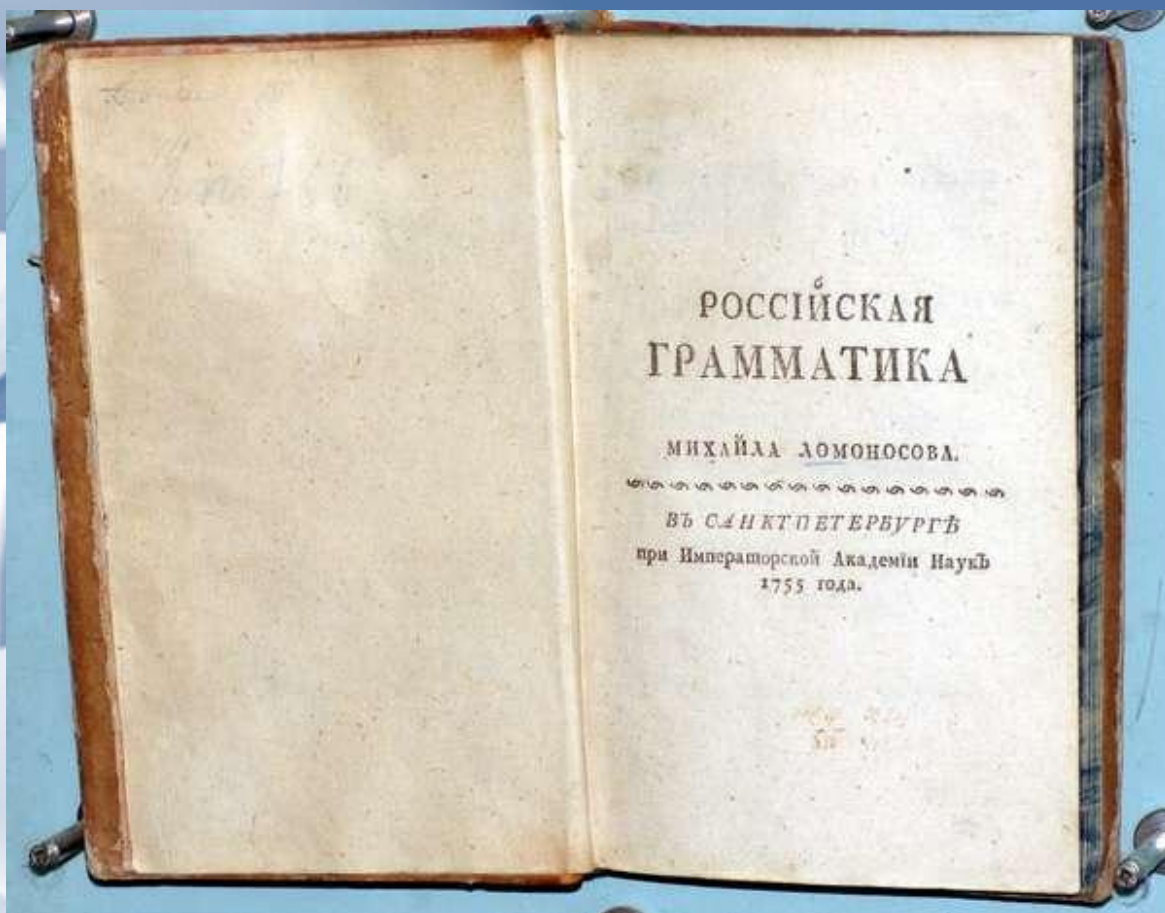 РОССІЙСКАЯ
ГРАММАТИКА
МИХАЙЛА ЛОМОНОСОВА.
ВЪ САНКТПЕТЕРБУРГѢ
при Императорской Академіи Наукъ
1755 года.